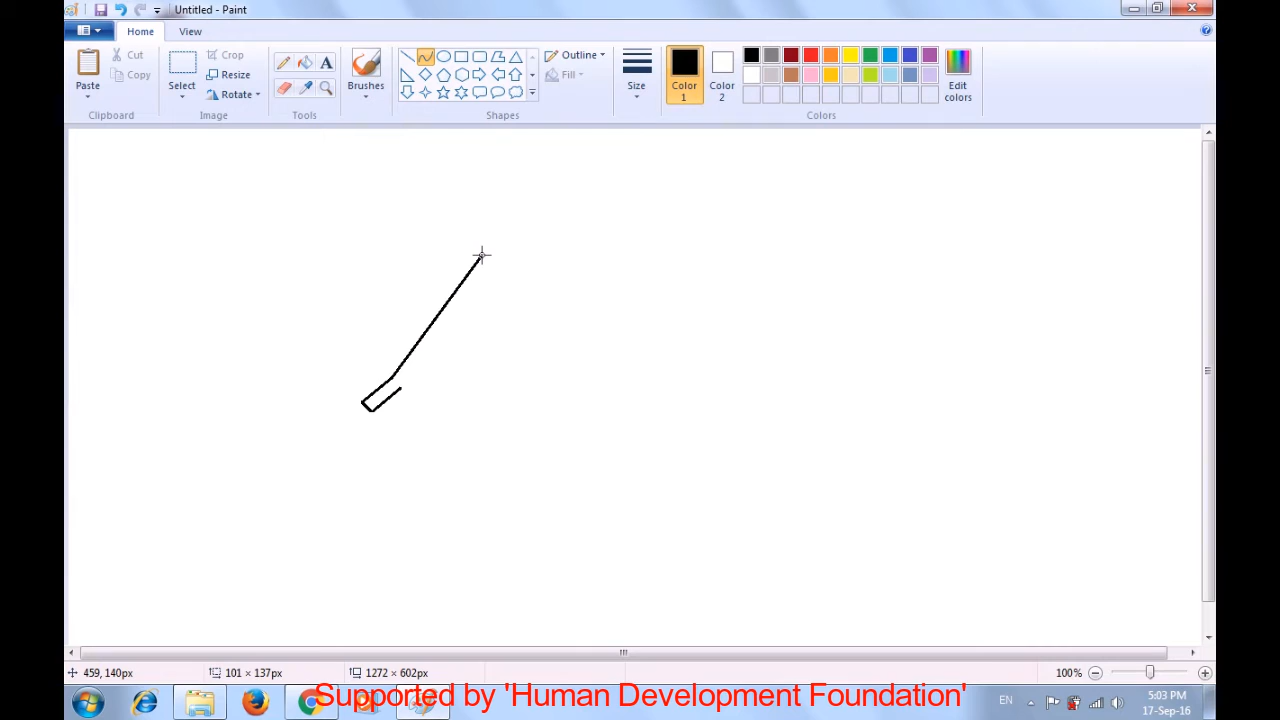 Untitled - Paint
Home
View
Paste
Cut
Copy
Clipboard
Select
Crop
Resize
Rotate
Image
A
Tools
Brushes
Outline
Fill
Shapes
Size
Color
1
Color
2
Edit
colors
Colors
459, 140px
101 × 137px
1272 × 602px
100%
EN
5:03 PM
17-Sep-16
Supported by 'Human Development Foundation'